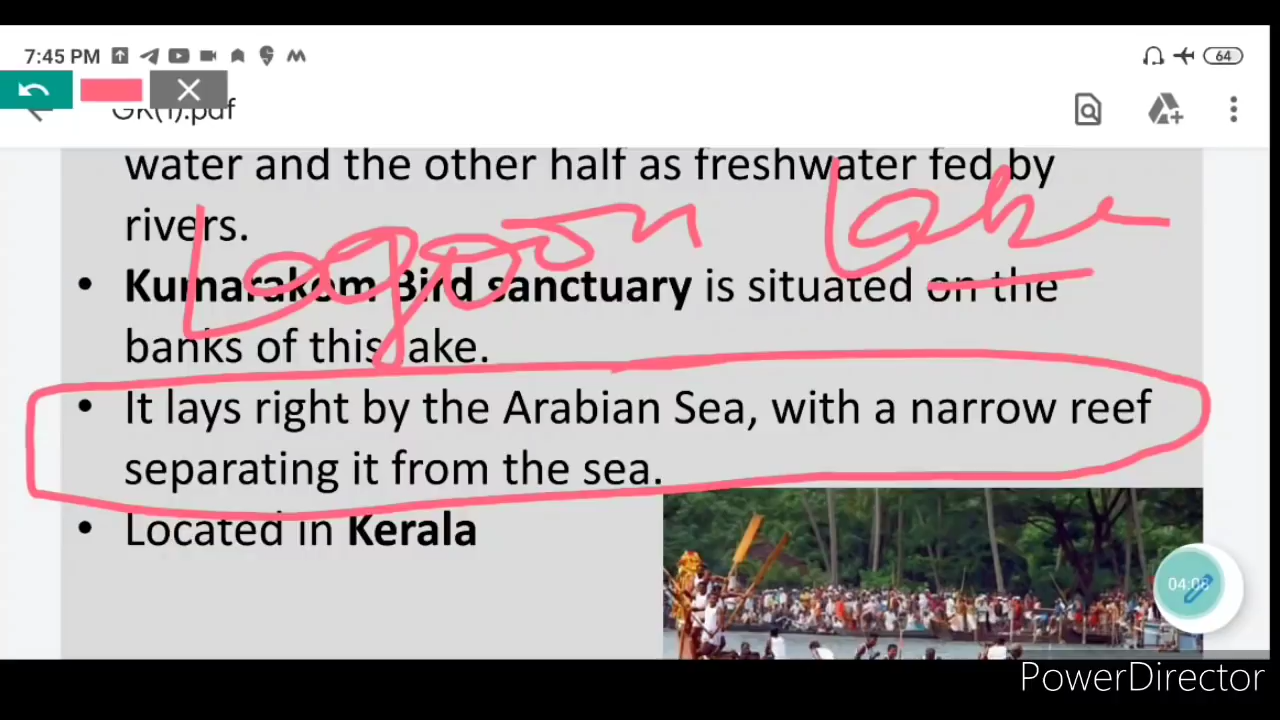 7:45 PM
64
GK(1).pdf
water and the other half as freshwater fed by
rivers.
Lagoon Lake
• Kumarakom Bird sanctuary is situated on the
banks of this lake.
• It lays right by the Arabian Sea, with a narrow reef
separating it from the sea.
• Located in Kerala
04:08
PowerDirector